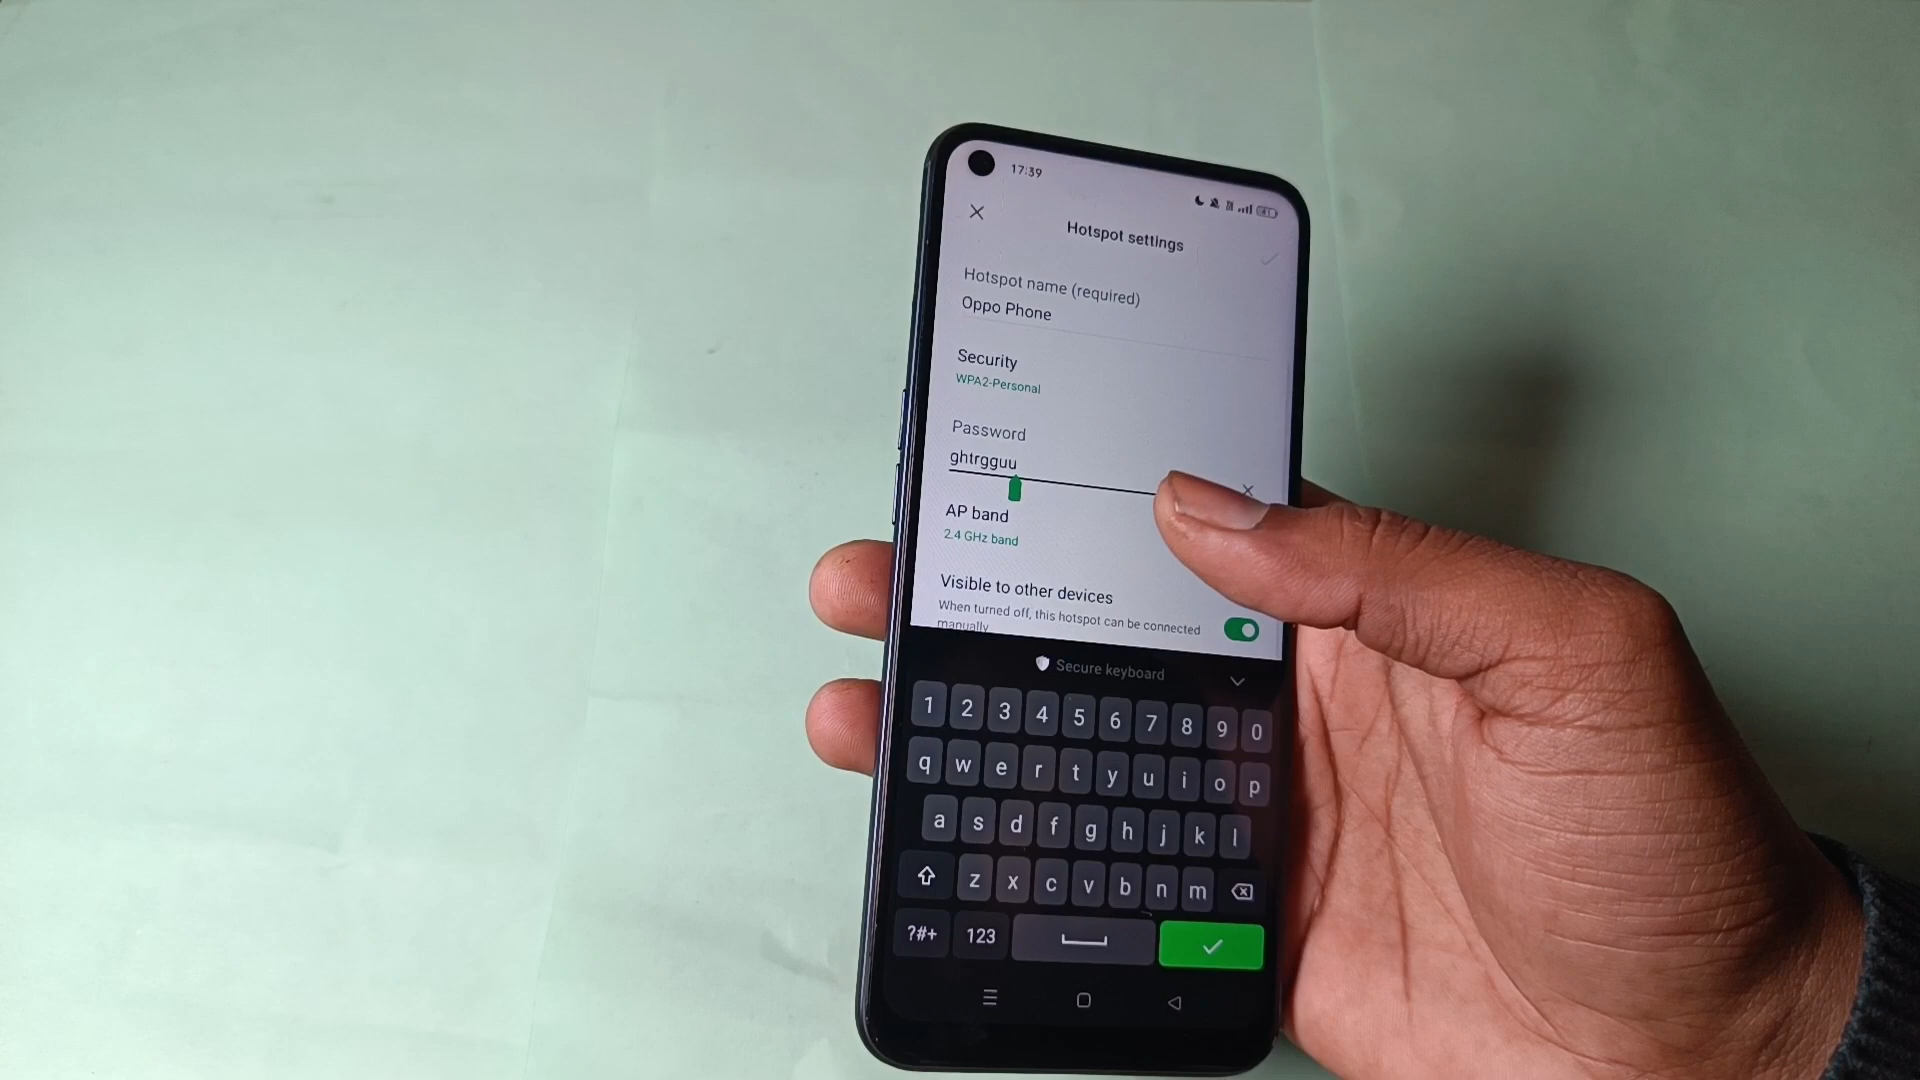 17:39
Hotspot settings
Hotspot name (required)
Oppo Phone
Security
WPA2-Personal
Password
ghtrgguu
AP band
2.4 GHz band
Visible to other devices
When turned off, this hotspot can be connected
manually
Secure keyboard
1 2 3 4 5 6 7 8 9 0
q w e r t y u i o p
a s d f g h j k l
z x c v b n m
?#+ 123